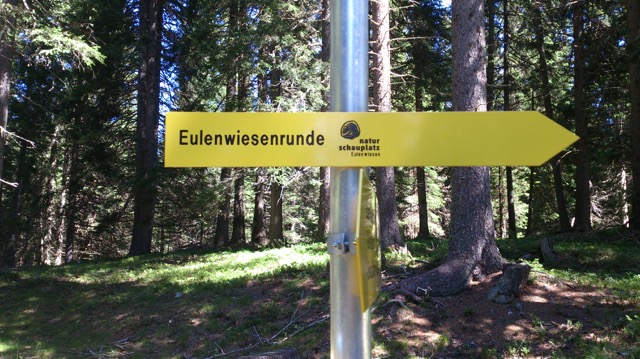 Eulenwiesenrunde
natur
schauplatz
Eulenwiesen